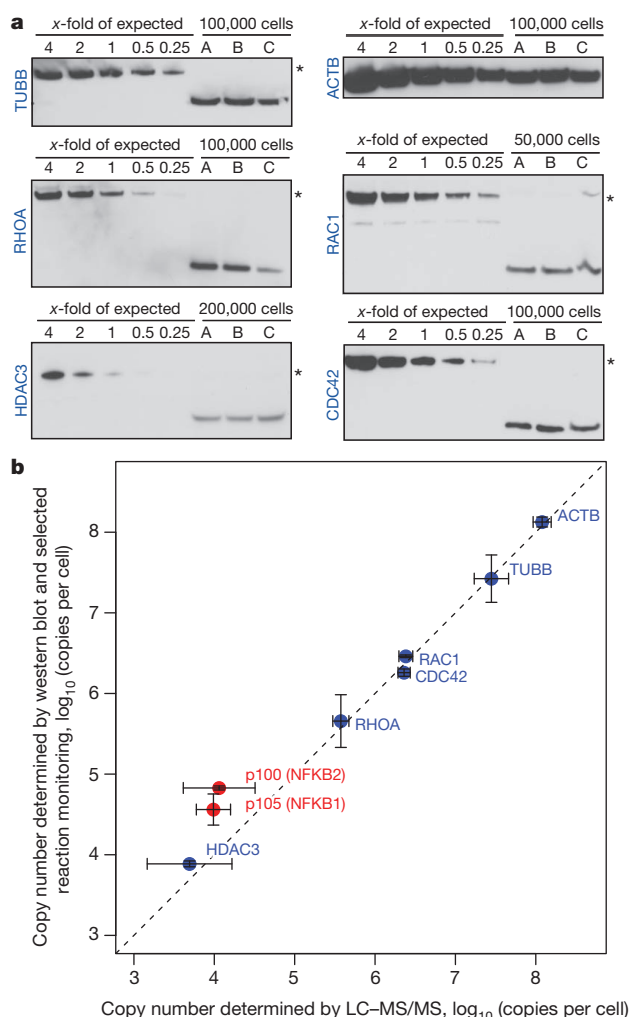 a
x-fold of expected 100,000 cells
4 2 1 0.5 0.25 A B C
TUBB
*
x-fold of expected 100,000 cells
4 2 1 0.5 0.25 A B C
ACTB
x-fold of expected 100,000 cells
4 2 1 0.5 0.25 A B C
RHOA
*
x-fold of expected 50,000 cells
4 2 1 0.5 0.25 A B C
RAC1
*
x-fold of expected 200,000 cells
4 2 1 0.5 0.25 A B C
HDAC3
*
x-fold of expected 100,000 cells
4 2 1 0.5 0.25 A B C
CDC42
*
b
Copy number determined by western blot and selected
reaction monitoring, log10 (copies per cell)
8
7
6
5
4
3
ACTB
TUBB
RAC1
CDC42
RHOA
p100 (NFKB2)
p105 (NFKB1)
HDAC3
3 4 5 6 7 8
Copy number determined by LC–MS/MS, log10 (copies per cell)